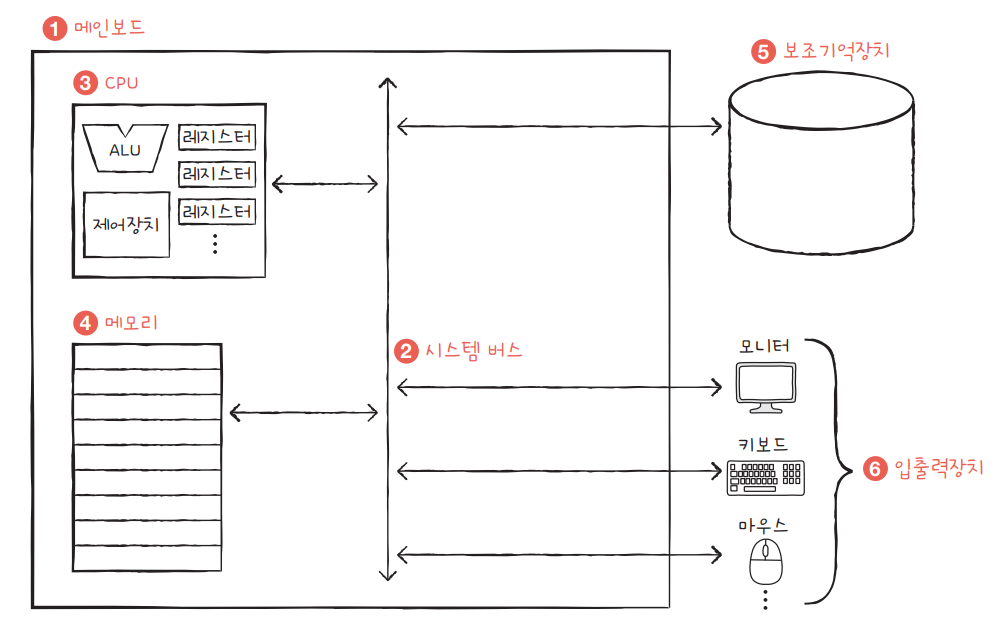 1 메인보드
5 보조기억장치
3 CPU
ALU
레지스터
레지스터
레지스터
제어장치
4 메모리
2 시스템 버스
모니터
키보드
6 입출력장치
마우스